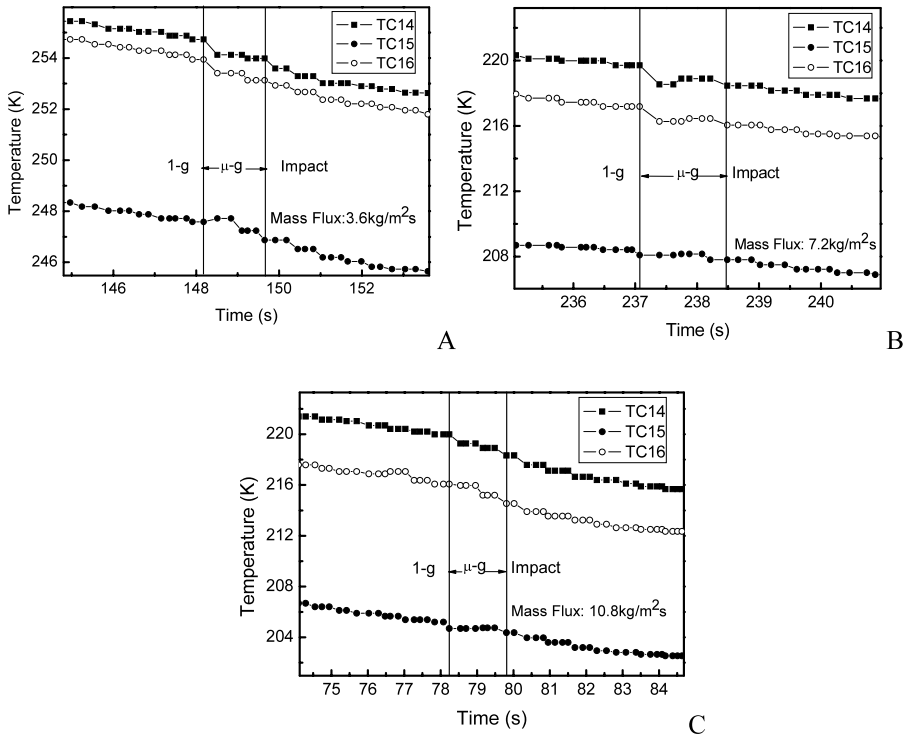 TC14
TC15
TC16
254
252
250
248
246
Temperature (K)
1-g
μ-g
Impact
Mass Flux:3.6kg/m²s
146
148
150
152
Time (s)
A
TC14
TC15
TC16
220
216
212
208
Temperature (K)
1-g
μ-g
Impact
Mass Flux: 7.2kg/m²s
236
237
238
239
240
Time (s)
B
TC14
TC15
TC16
220
216
212
208
204
Temperature (K)
1-g
μ-g
Impact
Mass Flux: 10.8kg/m²s
75
76
77
78
79
80
81
82
83
84
Time (s)
C